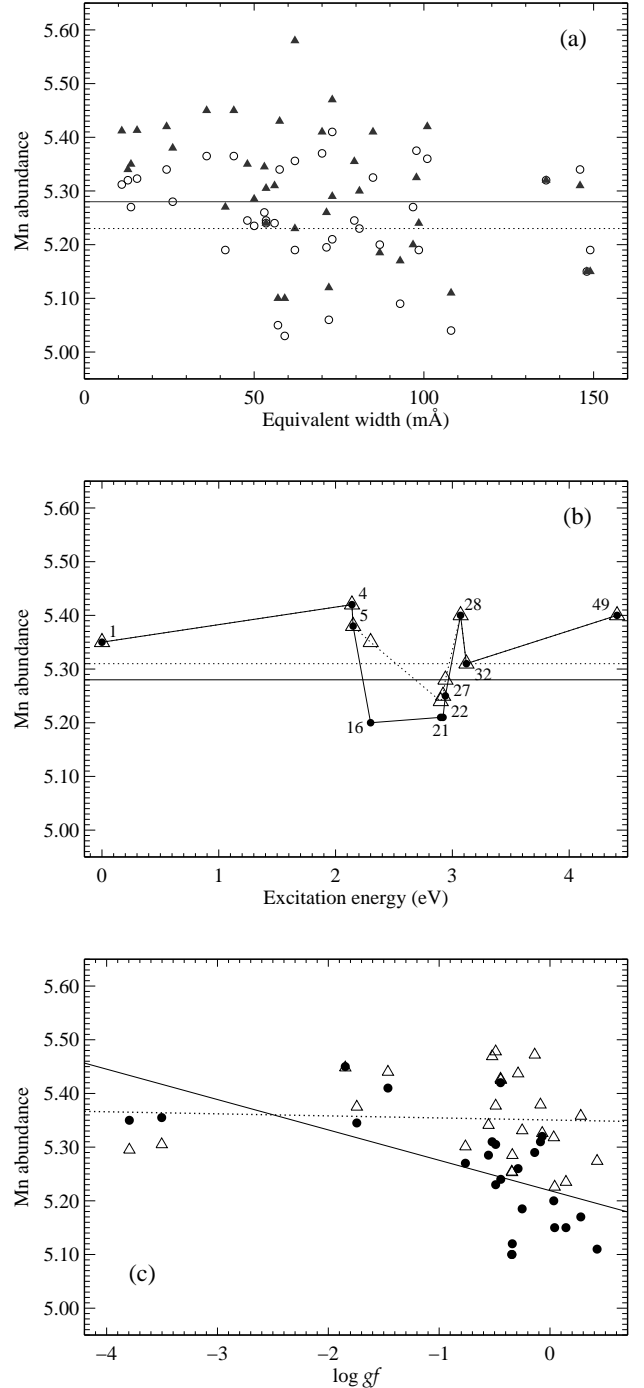 (a)
5.60
5.50
5.40
5.30
5.20
5.10
5.00
Mn abundance
0 50 100 150
Equivalent width (mÅ)
(b)
5.60
5.50
5.40
5.30
5.20
5.10
5.00
Mn abundance
1 4 5 16 21 22 27 28 32 49
0 1 2 3 4
Excitation energy (eV)
5.60
5.50
5.40
5.30
5.20
5.10
5.00
Mn abundance
(c)
−4 −3 −2 −1 0
log gf